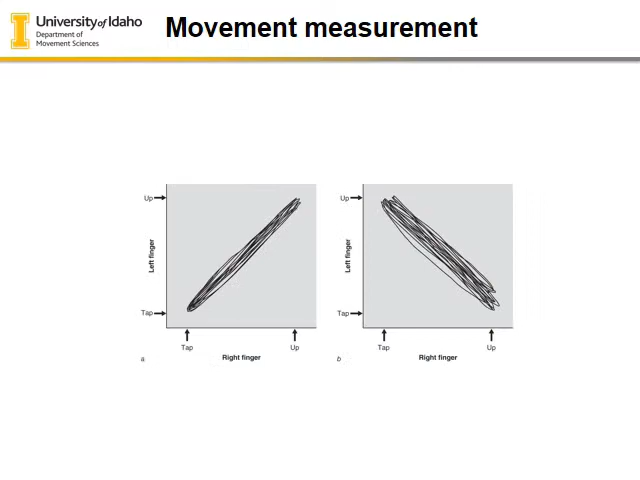 University of Idaho
Department of
Movement Sciences
Movement measurement
Up
Left finger
Tap
Tap
Up
a
Right finger
Up
Left finger
Tap
Tap
Up
b
Right finger